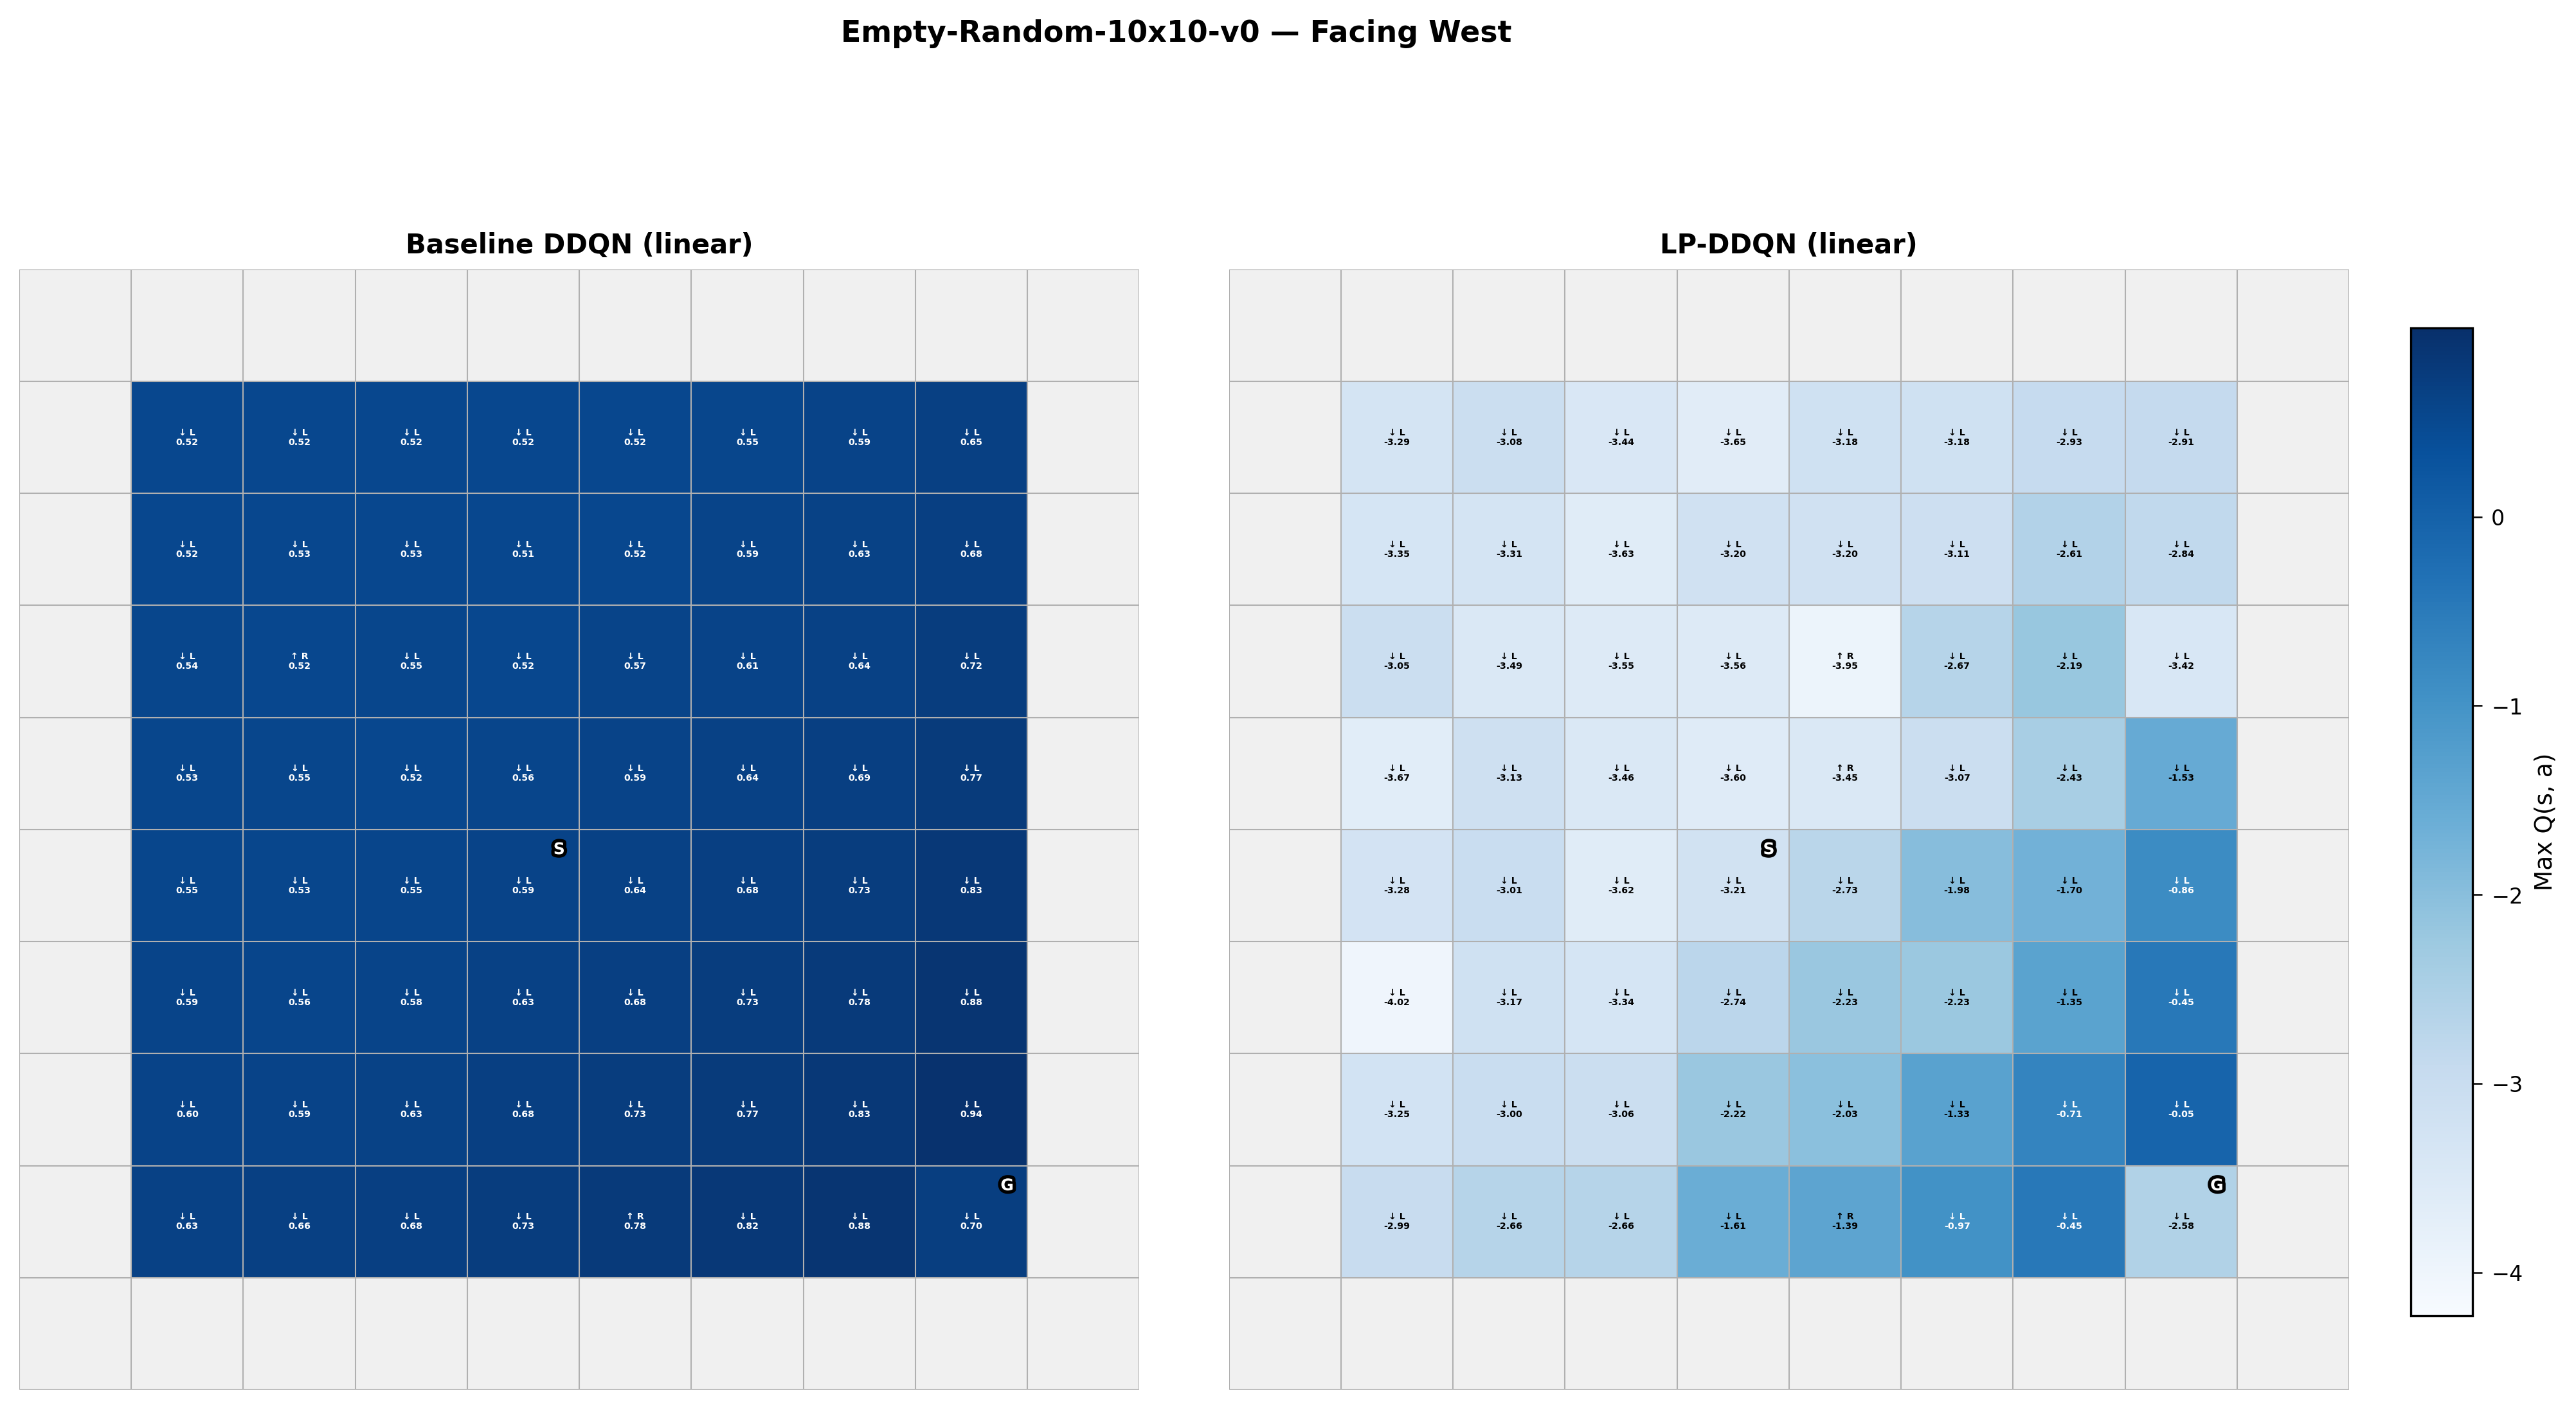 Empty-Random-10x10-v0 — Facing West
Baseline DDQN (linear)
↓ L ↓ L ↓ L ↓ L ↓ L ↓ L ↓ L ↓ L
0.52 0.52 0.52 0.52 0.52 0.55 0.59 0.65
↓ L ↓ L ↓ L ↓ L ↓ L ↓ L ↓ L ↓ L
0.52 0.53 0.53 0.51 0.52 0.59 0.63 0.68
↓ L ↑ R ↓ L ↓ L ↓ L ↓ L ↓ L ↓ L
0.54 0.52 0.55 0.52 0.57 0.61 0.64 0.72
↓ L ↓ L ↓ L ↓ L ↓ L ↓ L ↓ L ↓ L
0.53 0.55 0.52 0.56 0.59 0.64 0.69 0.77
S
↓ L ↓ L ↓ L ↓ L ↓ L ↓ L ↓ L ↓ L
0.55 0.53 0.55 0.59 0.64 0.68 0.73 0.83
↓ L ↓ L ↓ L ↓ L ↓ L ↓ L ↓ L ↓ L
0.59 0.56 0.58 0.63 0.68 0.73 0.78 0.88
↓ L ↓ L ↓ L ↓ L ↓ L ↓ L ↓ L ↓ L
0.60 0.59 0.63 0.68 0.73 0.77 0.83 0.94
G
↓ L ↓ L ↓ L ↓ L ↑ R ↓ L ↓ L ↓ L
0.63 0.66 0.68 0.73 0.78 0.82 0.88 0.70
LP-DDQN (linear)
↓ L ↓ L ↓ L ↓ L ↓ L ↓ L ↓ L ↓ L
-3.29 -3.08 -3.44 -3.65 -3.18 -3.18 -2.93 -2.91
↓ L ↓ L ↓ L ↓ L ↓ L ↓ L ↓ L ↓ L
-3.35 -3.31 -3.63 -3.20 -3.20 -3.11 -2.61 -2.84
↓ L ↓ L ↓ L ↓ L ↑ R ↓ L ↓ L ↓ L
-3.05 -3.49 -3.55 -3.56 -3.95 -2.67 -2.19 -3.42
↓ L ↓ L ↓ L ↓ L ↑ R ↓ L ↓ L ↓ L
-3.67 -3.13 -3.46 -3.60 -3.45 -3.07 -2.43 -1.53
S
↓ L ↓ L ↓ L ↓ L ↓ L ↓ L ↓ L ↓ L
-3.28 -3.01 -3.62 -3.21 -2.73 -1.98 -1.70 -0.86
↓ L ↓ L ↓ L ↓ L ↓ L ↓ L ↓ L ↓ L
-4.02 -3.17 -3.34 -2.74 -2.23 -2.23 -1.35 -0.45
↓ L ↓ L ↓ L ↓ L ↓ L ↓ L ↓ L ↓ L
-3.25 -3.00 -3.06 -2.22 -2.03 -1.33 -0.71 -0.05
G
↓ L ↓ L ↓ L ↓ L ↑ R ↓ L ↓ L ↓ L
-2.99 -2.66 -2.66 -1.61 -1.39 -0.97 -0.45 -2.58
0
−1
−2
−3
−4
Max Q(s, a)